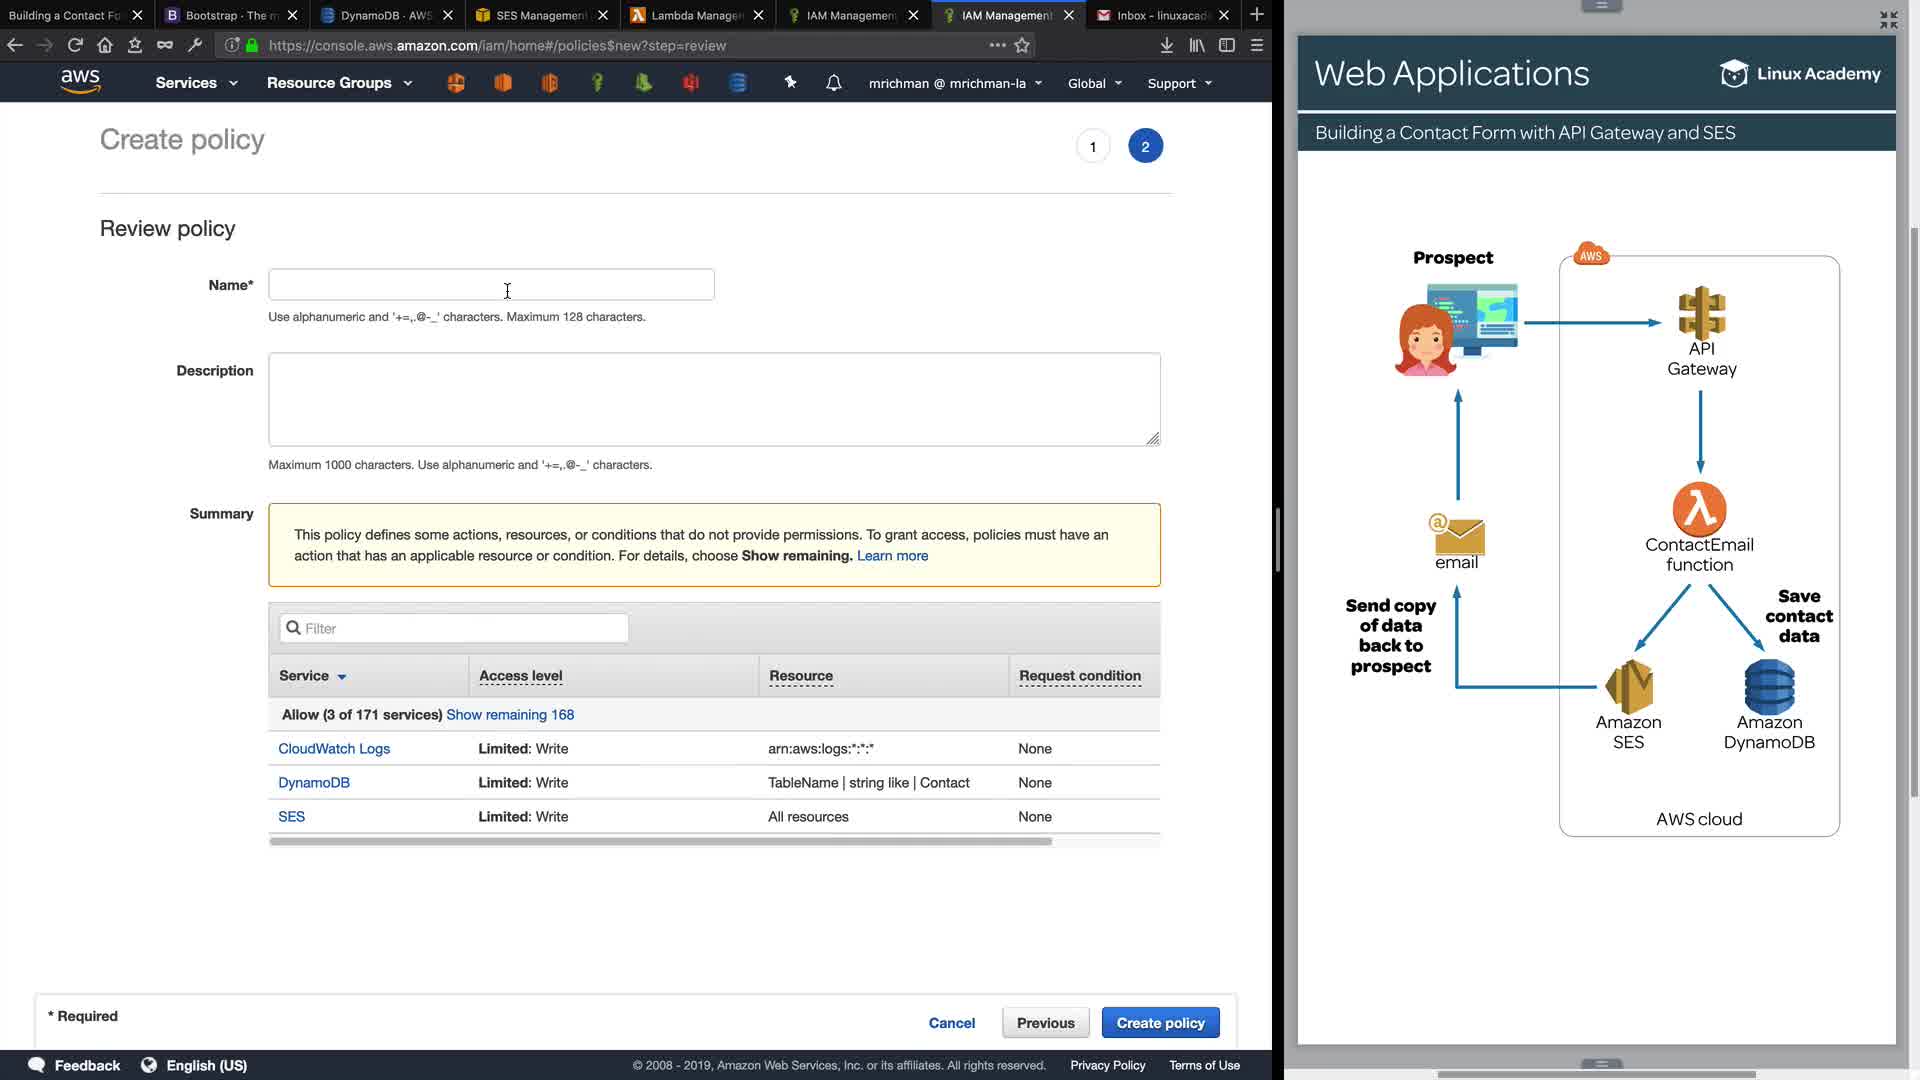 Building a Contact Fo
Bootstrap · The m
DynamoDB · AWS
SES Management
Lambda Manage
IAM Management
IAM Management
Inbox – linuxacad
https://console.aws.amazon.com/iam/home#/policies$new?step=review
aws
Services
Resource Groups
mrichman @ mrichman-la
Global
Support
Create policy
1
2
Review policy
Name*
Use alphanumeric and '+=,.@-_' characters. Maximum 128 characters.
Description
Maximum 1000 characters. Use alphanumeric and '+=,.@-_' characters.
Summary
This policy defines some actions, resources, or conditions that do not provide permissions. To grant access, policies must have an
action that has an applicable resource or condition. For details, choose Show remaining. Learn more
Filter
Service
Access level
Resource
Request condition
Allow (3 of 171 services) Show remaining 168
CloudWatch Logs
Limited: Write
arn:aws:logs:*:*:*
None
DynamoDB
Limited: Write
TableName | string like | Contact
None
SES
Limited: Write
All resources
None
* Required
Cancel
Previous
Create policy
Feedback
English (US)
© 2008 - 2019, Amazon Web Services, Inc. or its affiliates. All rights reserved.
Privacy Policy
Terms of Use
Web Applications
Linux Academy
Building a Contact Form with API Gateway and SES
Prospect
AWS
API
Gateway
@
email
λ
ContactEmail
function
Send copy
of data
back to
prospect
Save
contact
data
Amazon
SES
Amazon
DynamoDB
AWS cloud